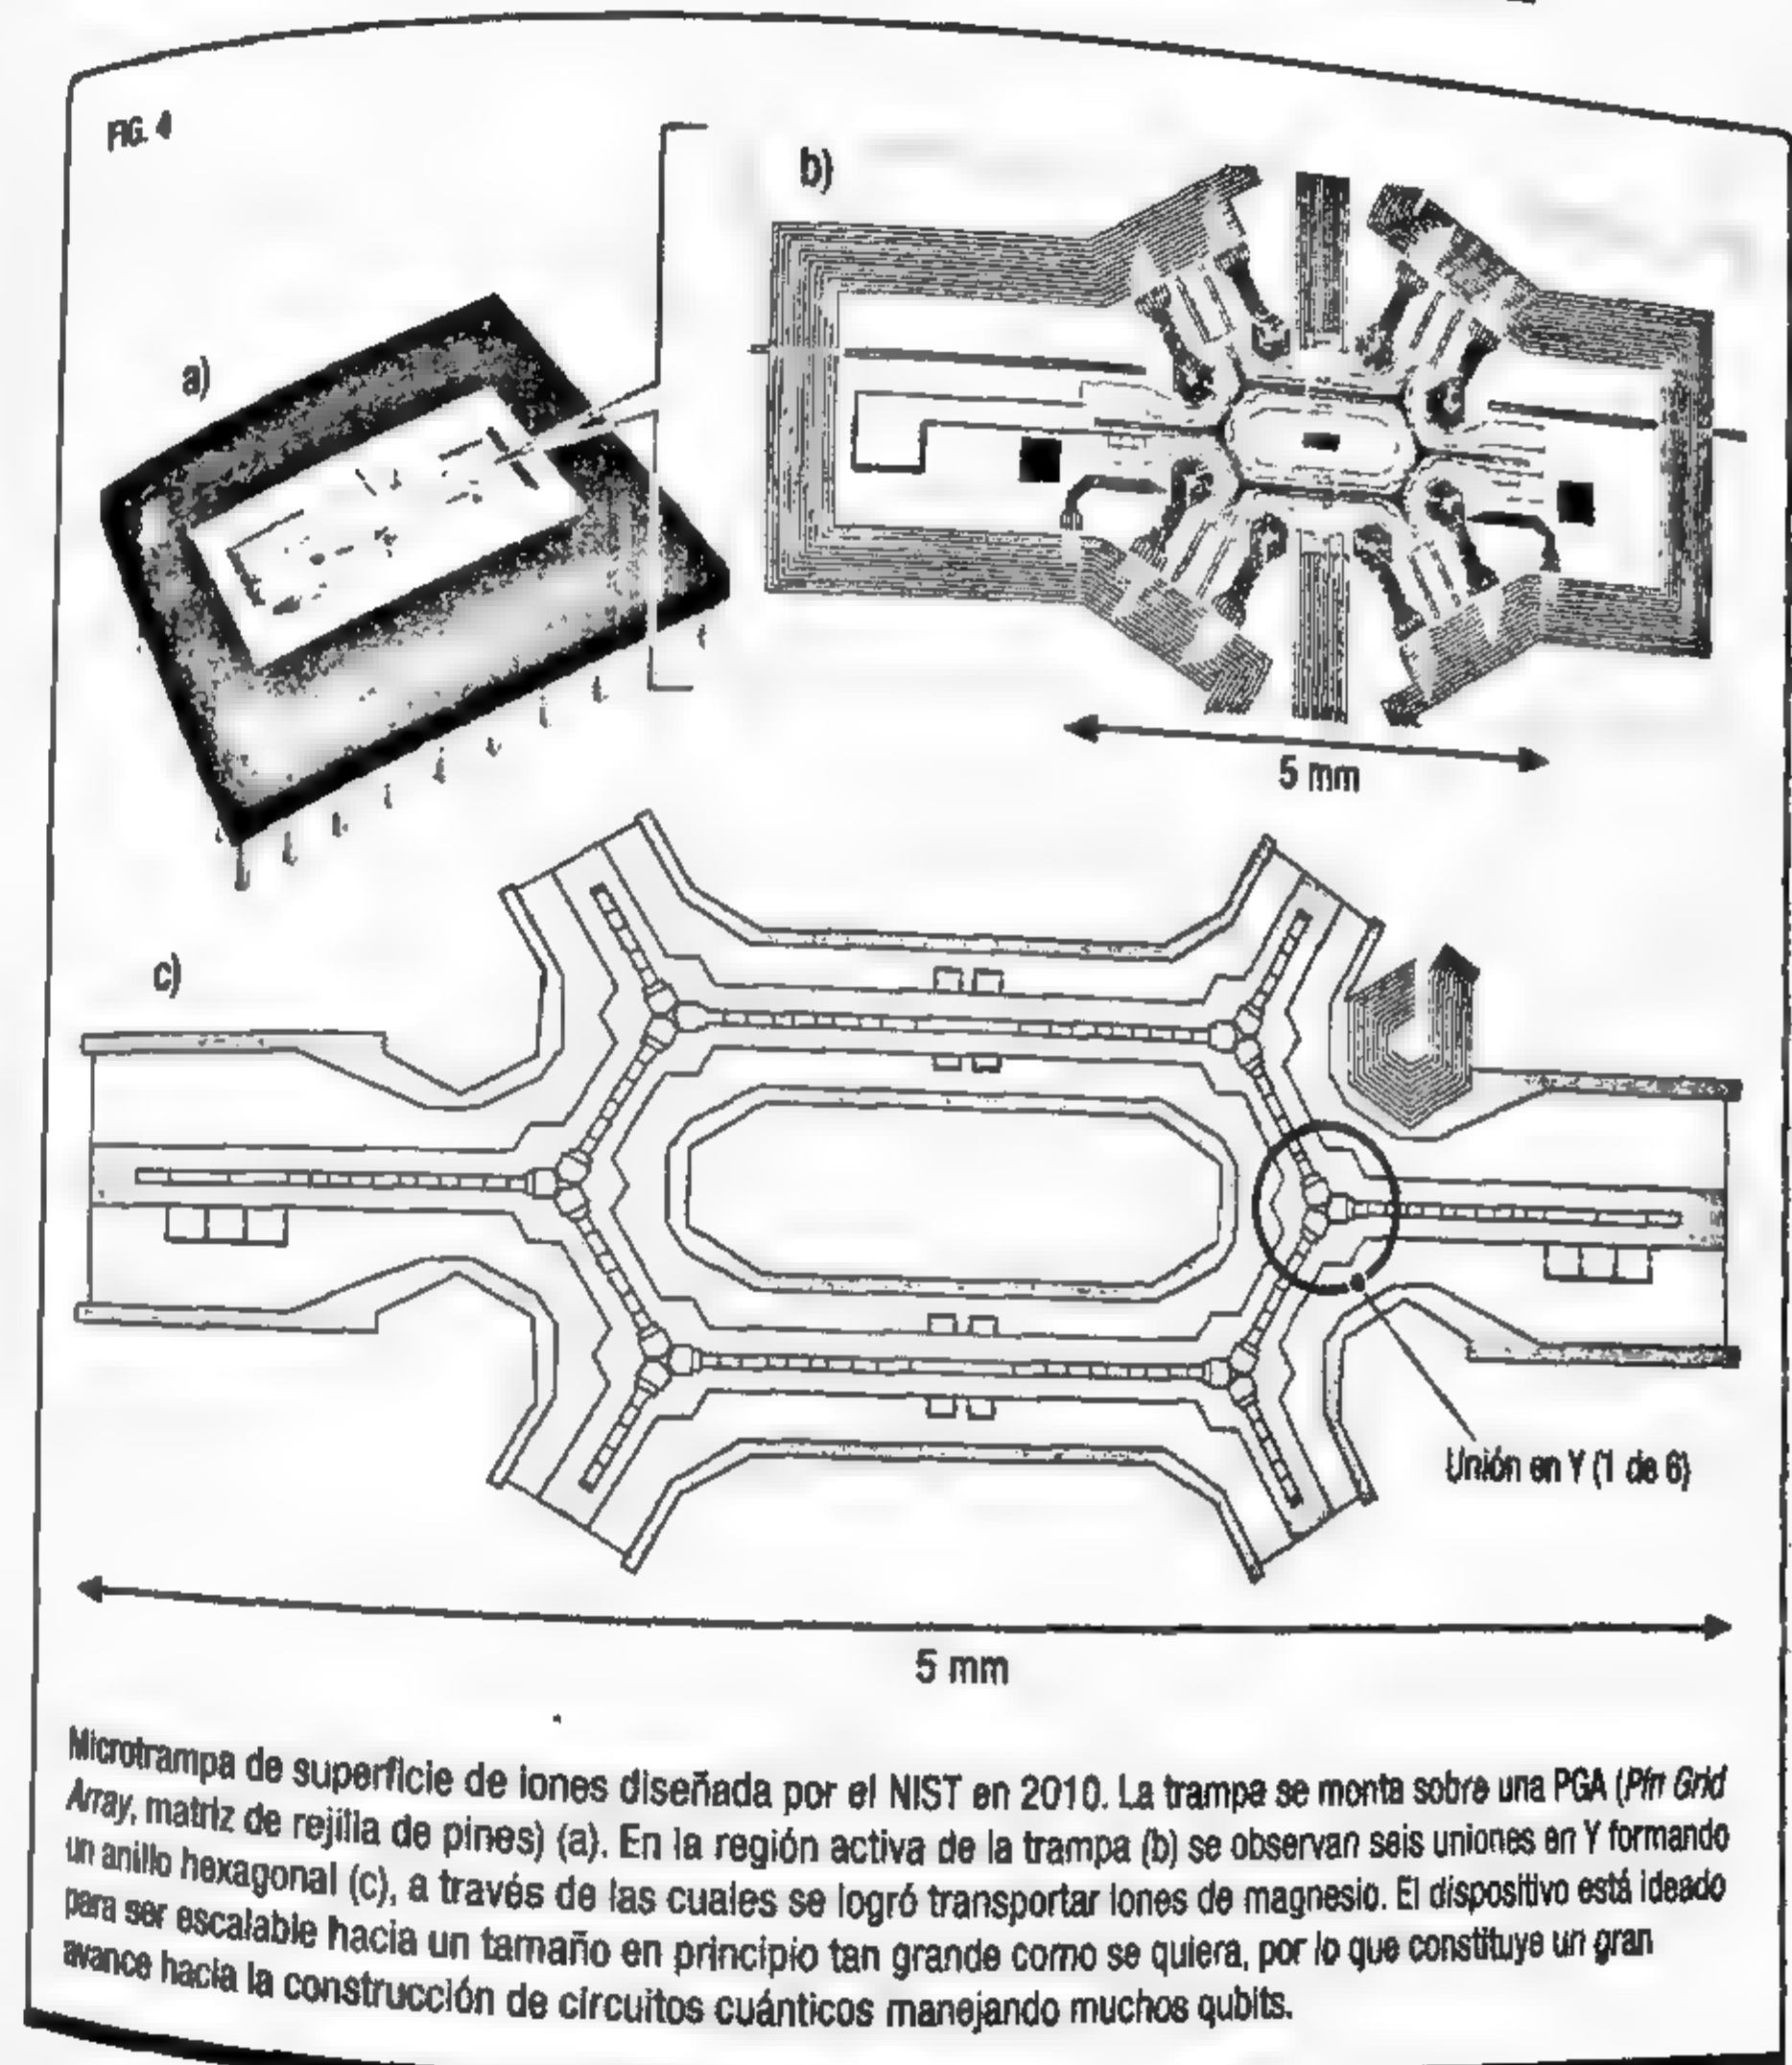 FIG. 4
a)
b)
5 mm
c)
Unión en Y (1 de 6)
5 mm
Microtrampa de superficie de iones diseñada por el NIST en 2010. La trampa se monta sobre una PGA (Pin Grid
Array, matriz de rejilla de pines) (a). En la región activa de la trampa (b) se observan seis uniones en Y formando
un anillo hexagonal (c), a través de las cuales se logró transportar iones de magnesio. El dispositivo está ideado
para ser escalable hacia un tamaño en principio tan grande como se quiera, por lo que constituye un gran
avance hacia la construcción de circuitos cuánticos manejando muchos qubits.